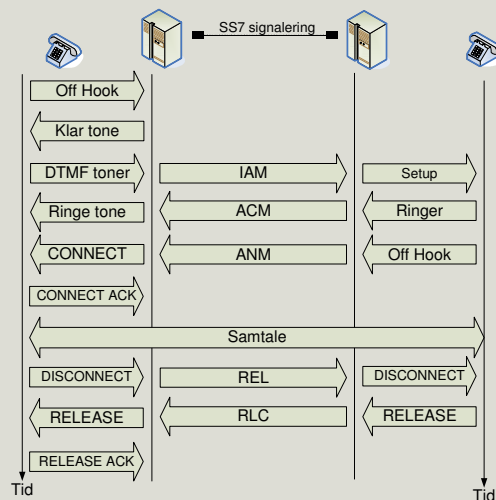 SS7 signalering
Off Hook
Klar tone
DTMF toner
IAM
Setup
Ringe tone
ACM
Ringer
CONNECT
ANM
Off Hook
CONNECT ACK
Samtale
DISCONNECT
REL
DISCONNECT
RELEASE
RLC
RELEASE
RELEASE ACK
Tid
Tid